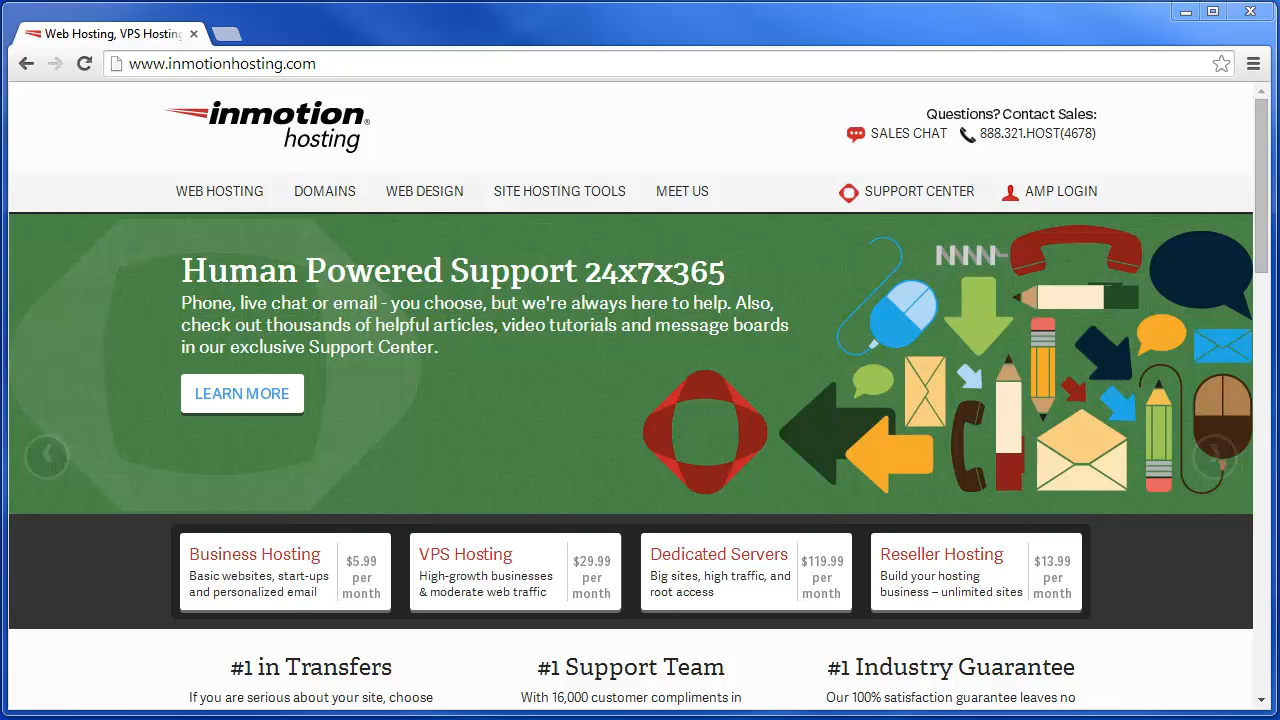 Web Hosting, VPS Hosting
www.inmotionhosting.com
inmotion®
hosting
Questions? Contact Sales:
SALES CHAT 888.321.HOST(4678)
WEB HOSTING DOMAINS WEB DESIGN SITE HOSTING TOOLS MEET US SUPPORT CENTER AMP LOGIN
Human Powered Support 24x7x365
Phone, live chat or email - you choose, but we're always here to help. Also,
check out thousands of helpful articles, video tutorials and message boards
in our exclusive Support Center.
LEARN MORE
Business Hosting
Basic websites, start-ups
and personalized email
$5.99
per
month
VPS Hosting
High-growth businesses
& moderate web traffic
$29.99
per
month
Dedicated Servers
Big sites, high traffic, and
root access
$119.99
per
month
Reseller Hosting
Build your hosting
business – unlimited sites
$13.99
per
month
#1 in Transfers
If you are serious about your site, choose
#1 Support Team
With 16,000 customer compliments in
#1 Industry Guarantee
Our 100% satisfaction guarantee leaves no